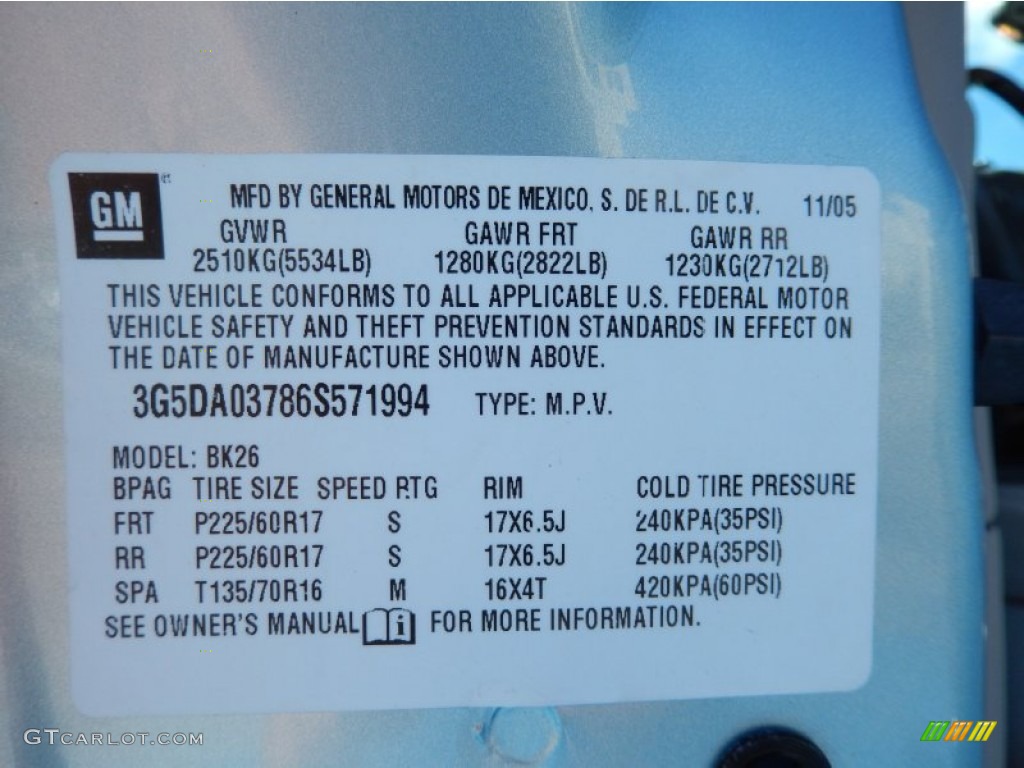 GM
MFD BY GENERAL MOTORS DE MEXICO, S. DE R.L. DE C.V. 11/05
GVWR GAWR FRT GAWR RR
2510KG(5534LB) 1280KG(2822LB) 1230KG(2712LB)
THIS VEHICLE CONFORMS TO ALL APPLICABLE U.S. FEDERAL MOTOR
VEHICLE SAFETY AND THEFT PREVENTION STANDARDS IN EFFECT ON
THE DATE OF MANUFACTURE SHOWN ABOVE.
3G5DA03786S571994 TYPE: M.P.V.
MODEL: BK26
BPAG TIRE SIZE SPEED RTG RIM COLD TIRE PRESSURE
FRT P225/60R17 S 17X6.5J 240KPA(35PSI)
RR P225/60R17 S 17X6.5J 240KPA(35PSI)
SPA T135/70R16 M 16X4T 420KPA(60PSI)
SEE OWNER'S MANUAL i FOR MORE INFORMATION.
GTCARLOT.COM